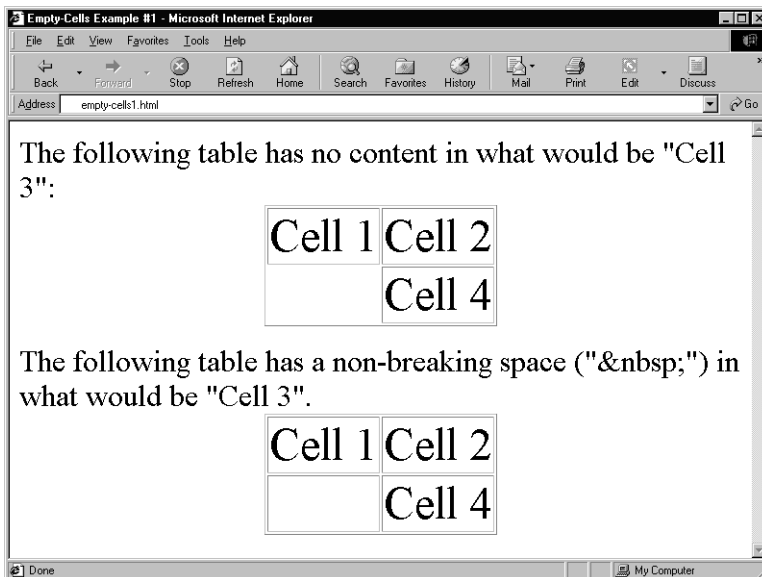 Empty-Cells Example #1 - Microsoft Internet Explorer
File Edit View Favorites Tools Help
Back Forward Stop Refresh Home Search Favorites History Mail Print Edit Discuss
Address empty-cells1.html Go
The following table has no content in what would be "Cell
3":
Cell 1 Cell 2
Cell 4
The following table has a non-breaking space ("&nbsp;") in
what would be "Cell 3".
Cell 1 Cell 2
Cell 4
Done My Computer